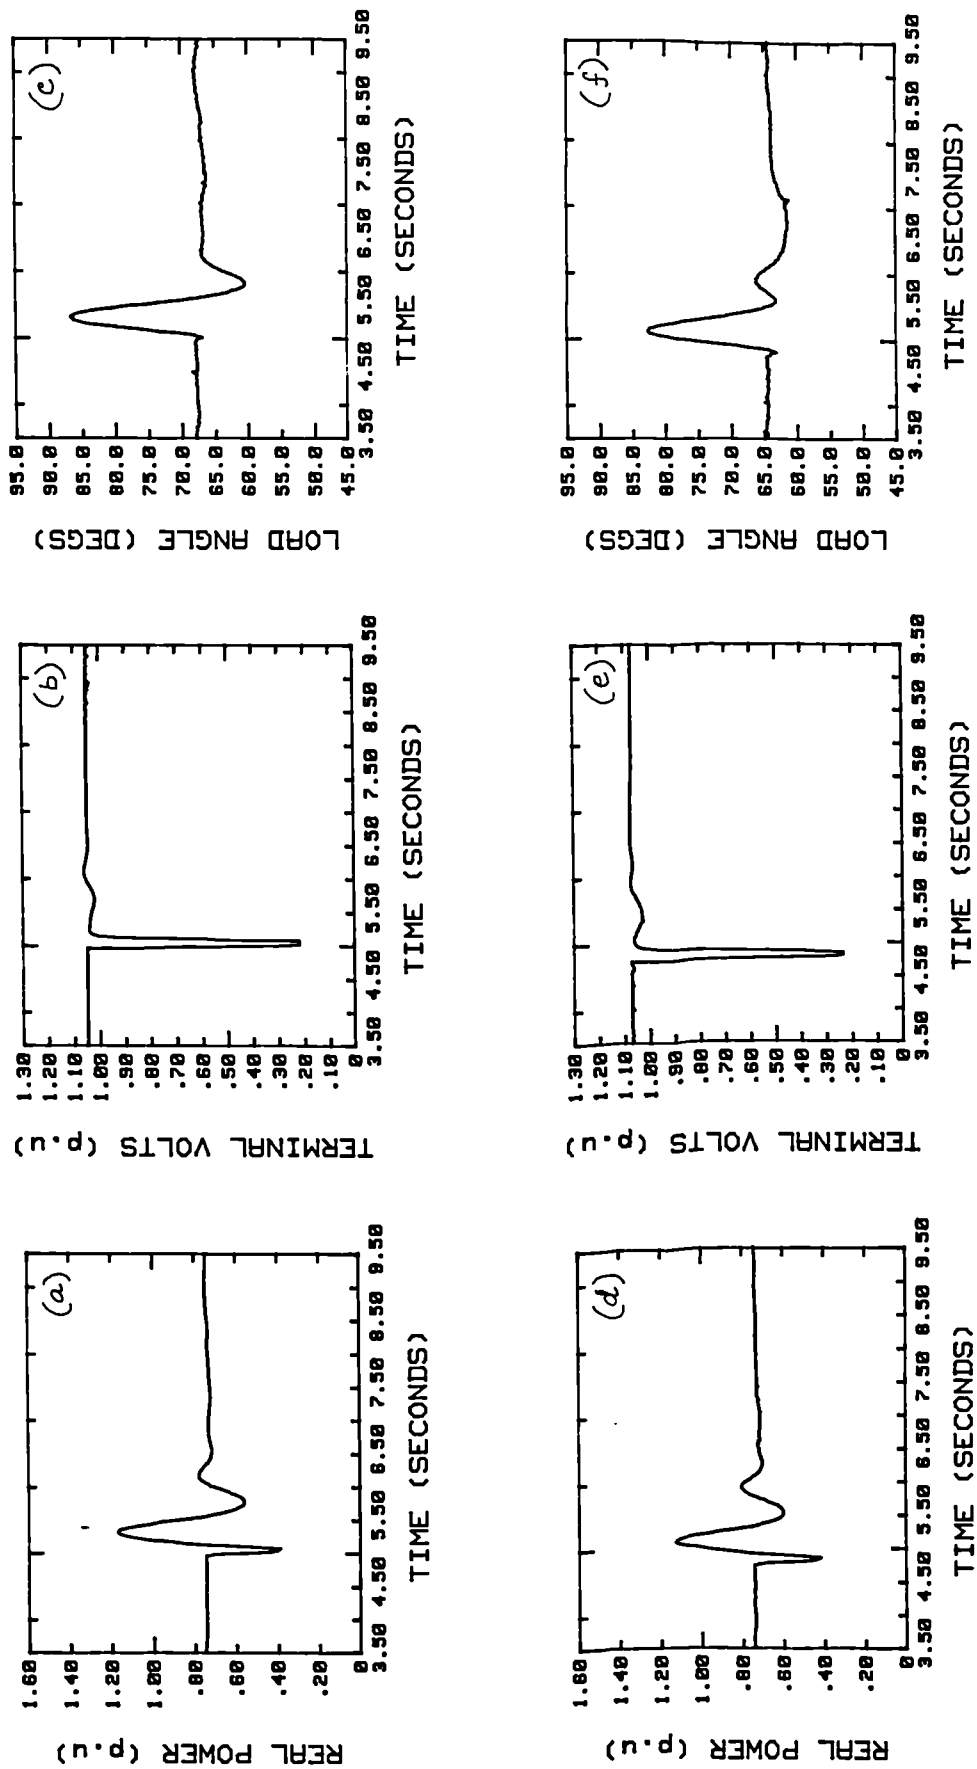 REAL POWER (p.u)
1.60
1.40
1.20
1.00
.80
.60
.40
.20
0
3.50 4.50 5.50 6.50 7.50 8.50 9.50
TIME (SECONDS)
(a)
TERMINAL VOLTS (p.u)
1.30
1.20
1.10
1.00
.90
.80
.70
.60
.50
.40
.30
.20
.10
0
3.50 4.50 5.50 6.50 7.50 8.50 9.50
TIME (SECONDS)
(b)
LOAD ANGLE (DEGS)
95.0
90.0
85.0
80.0
75.0
70.0
65.0
60.0
55.0
50.0
45.0
3.50 4.50 5.50 6.50 7.50 8.50 9.50
TIME (SECONDS)
(c)
REAL POWER (p.u)
1.60
1.40
1.20
1.00
.80
.60
.40
.20
0
3.50 4.50 5.50 6.50 7.50 8.50 9.50
TIME (SECONDS)
(d)
TERMINAL VOLTS (p.u)
1.30
1.20
1.10
1.00
.90
.80
.70
.60
.50
.40
.30
.20
.10
0
3.50 4.50 5.50 6.50 7.50 8.50 9.50
TIME (SECONDS)
(e)
LOAD ANGLE (DEGS)
95.0
90.0
85.0
80.0
75.0
70.0
65.0
60.0
55.0
50.0
45.0
3.50 4.50 5.50 6.50 7.50 8.50 9.50
TIME (SECONDS)
(f)